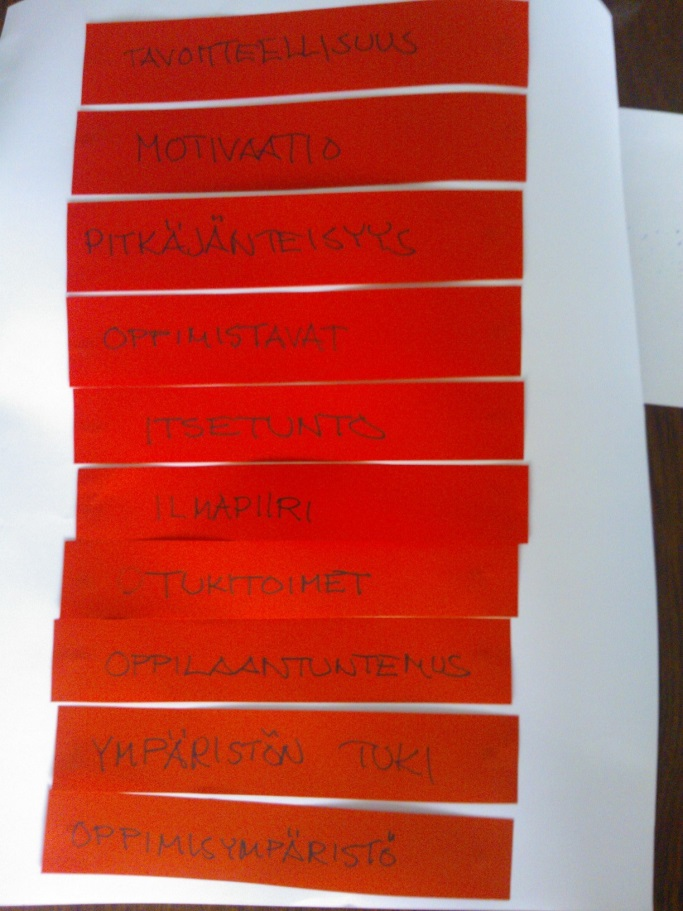 TAVOITTEELLISUUS
MOTIVAATIO
PITKÄJÄNTEISYYS
OPPIMISTAVAT
ITSETUNTO
ILMAPIIRI
TUKITOIMET
OPPILAANTUNTEMUS
YMPÄRISTÖN TUKI
OPPIMISYMPÄRISTÖ